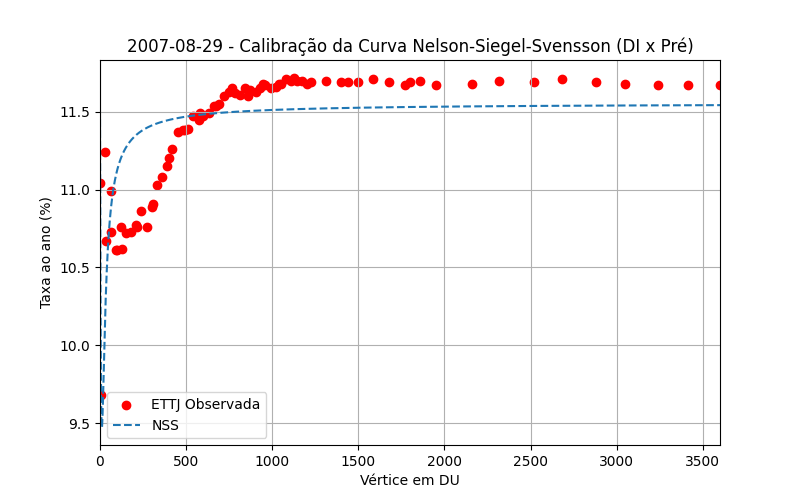 2007-08-29 - Calibração da Curva Nelson-Siegel-Svensson (DI x Pré)
Taxa ao ano (%)
11.5
11.0
10.5
10.0
9.5
ETTJ Observada
NSS
0 500 1000 1500 2000 2500 3000 3500
Vértice em DU